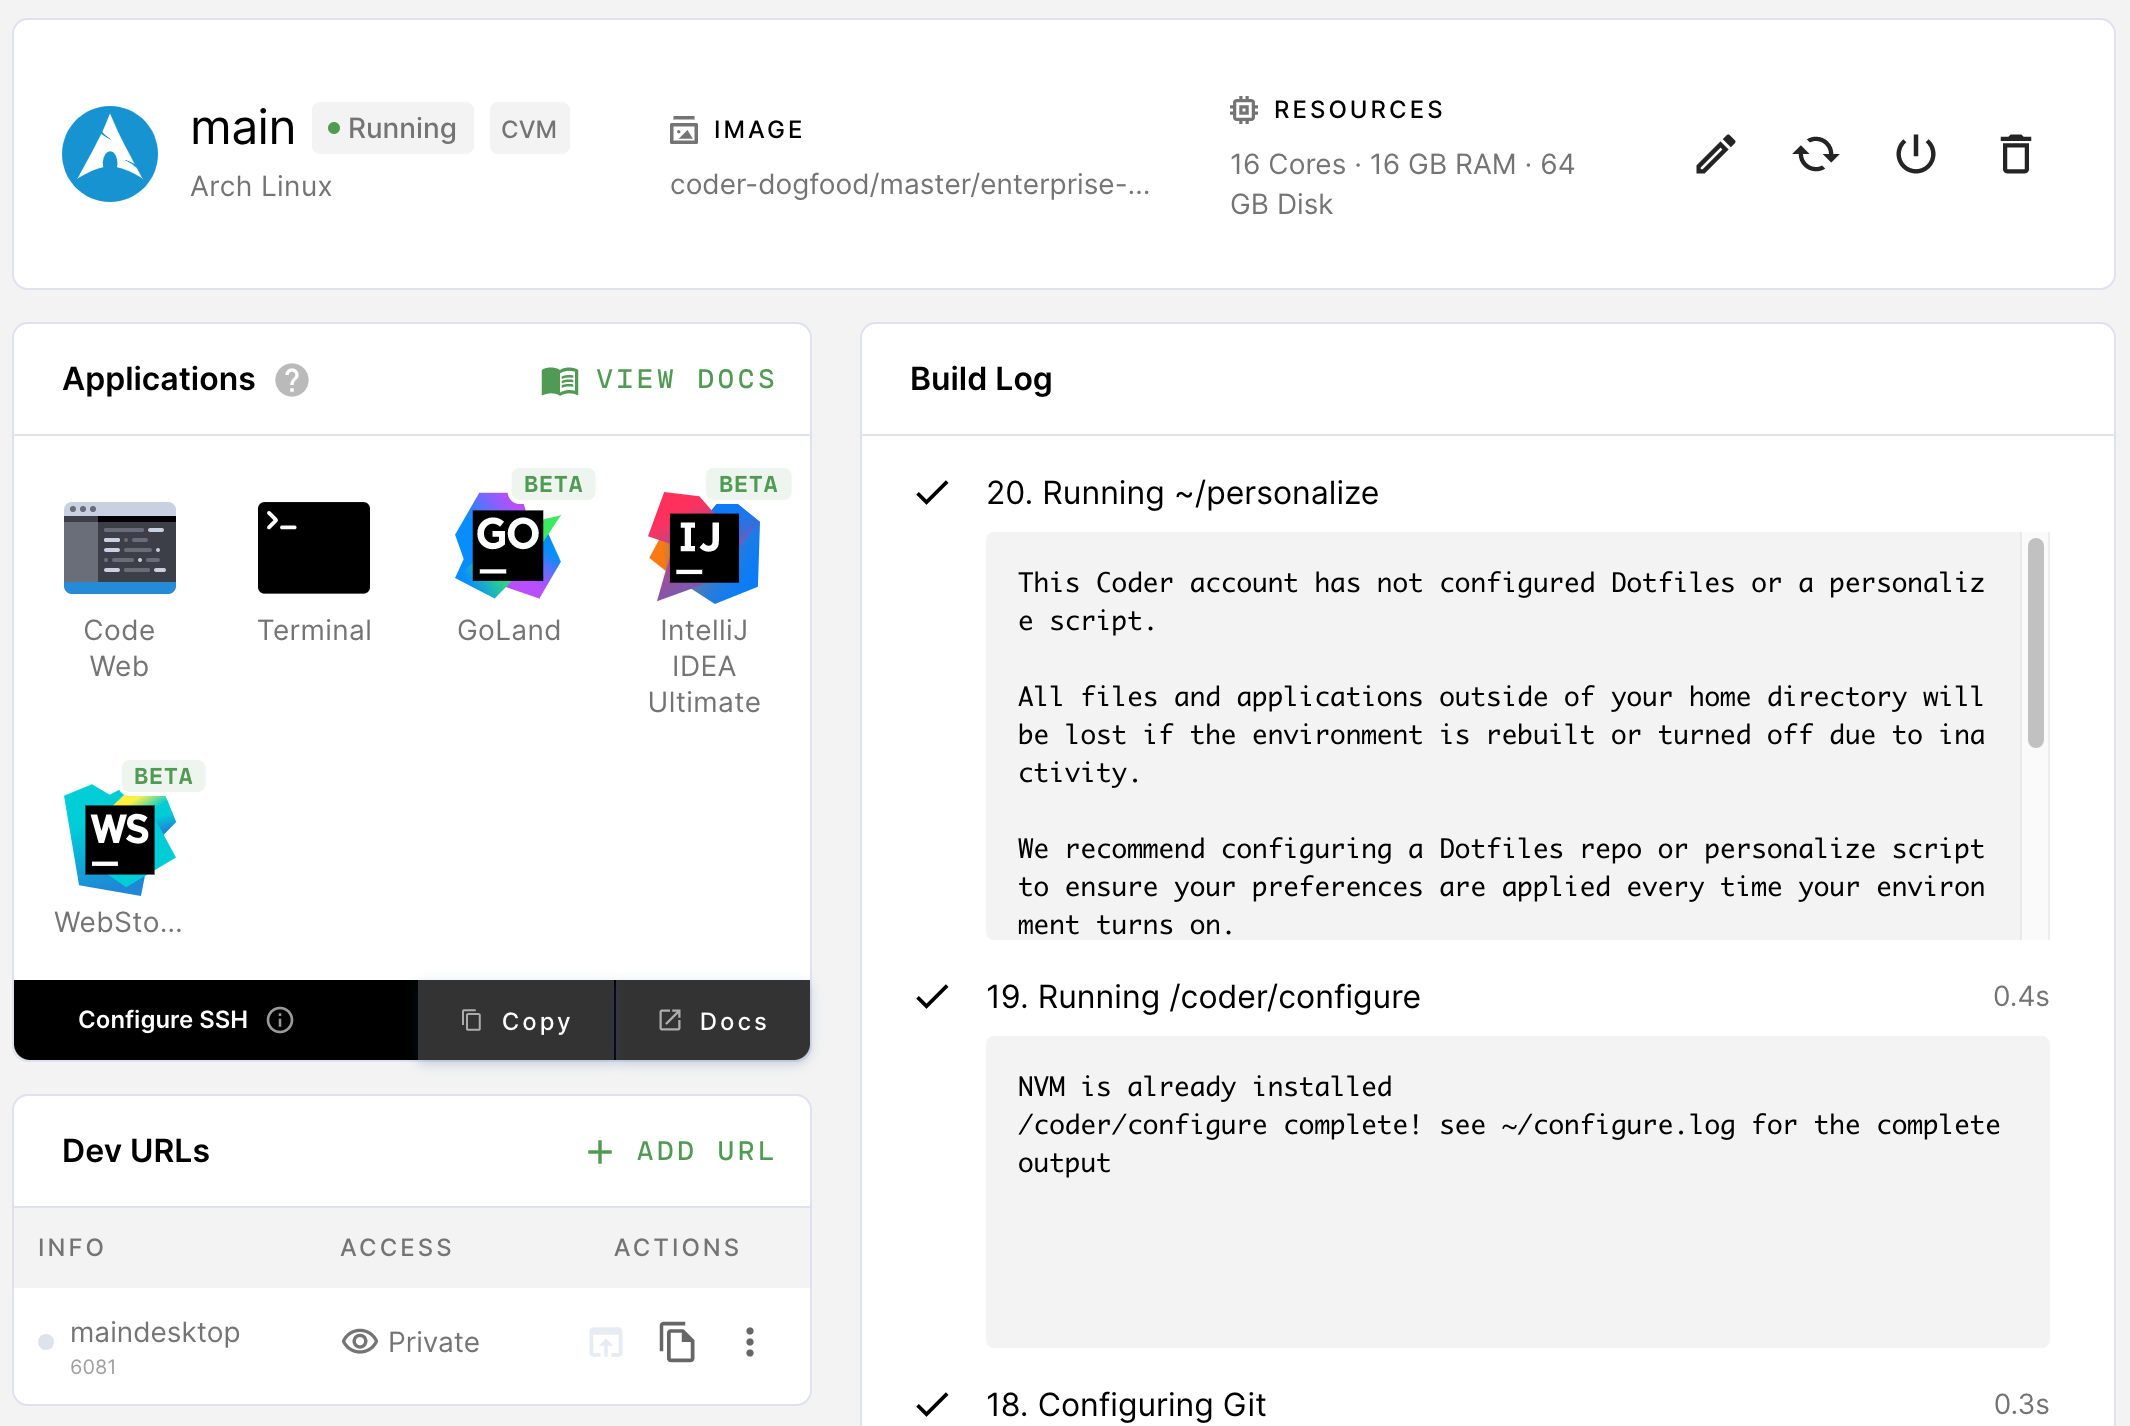 main
Running
CVM
Arch Linux
IMAGE
coder-dogfood/master/enterprise-...
RESOURCES
16 Cores · 16 GB RAM · 64
GB Disk
Applications
?
VIEW DOCS
Code
Web
Terminal
BETA
GO
GoLand
BETA
IJ
IntelliJ
IDEA
Ultimate
BETA
WS
WebSto...
Configure SSH
Copy
Docs
Dev URLs
+ ADD URL
INFO ACCESS ACTIONS
maindesktop
6081
Private
Build Log
20. Running ~/personalize
This Coder account has not configured Dotfiles or a personaliz
e script.
All files and applications outside of your home directory will
be lost if the environment is rebuilt or turned off due to ina
ctivity.
We recommend configuring a Dotfiles repo or personalize script
to ensure your preferences are applied every time your environ
ment turns on.
19. Running /coder/configure 0.4s
NVM is already installed
/coder/configure complete! see ~/configure.log for the complete
output
18. Configuring Git 0.3s